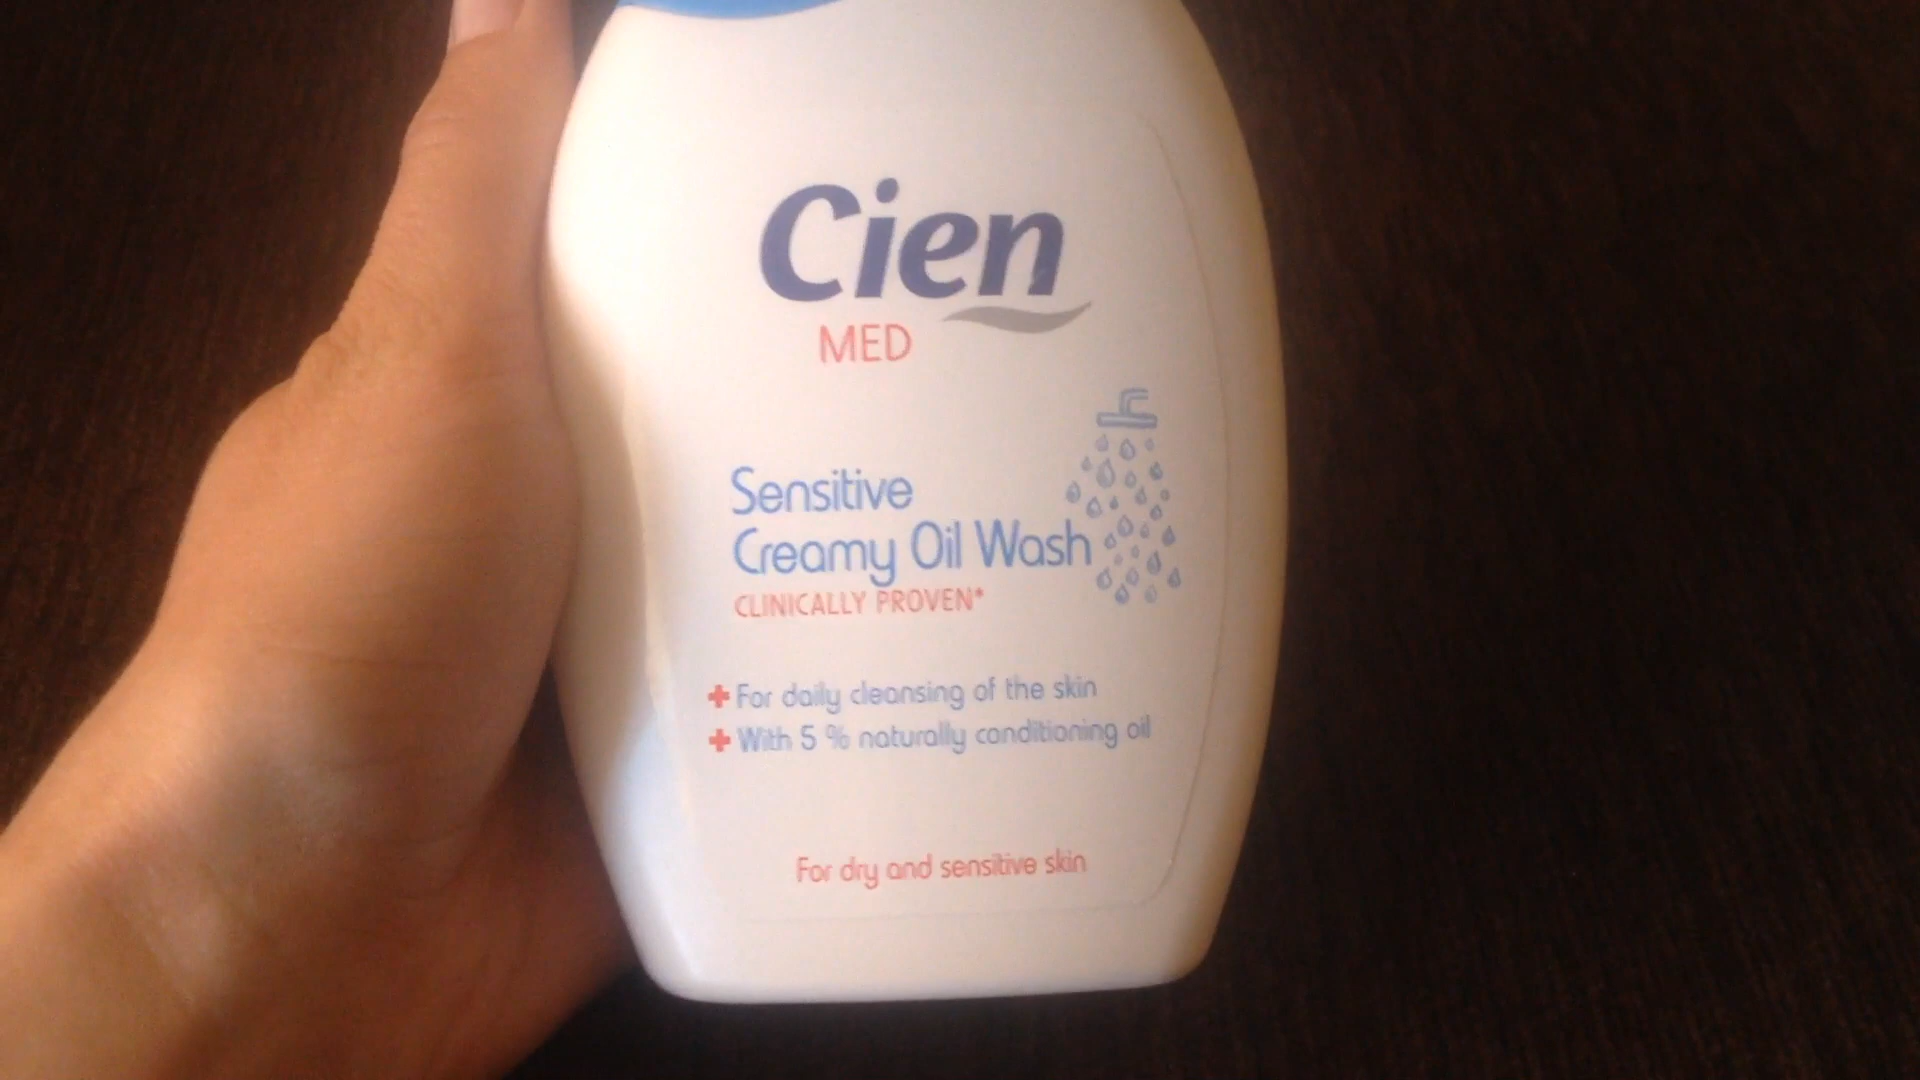 Cien
MED
Sensitive
Creamy Oil Wash
CLINICALLY PROVEN*
For daily cleansing of the skin
With 5 % naturally conditioning oil
For dry and sensitive skin